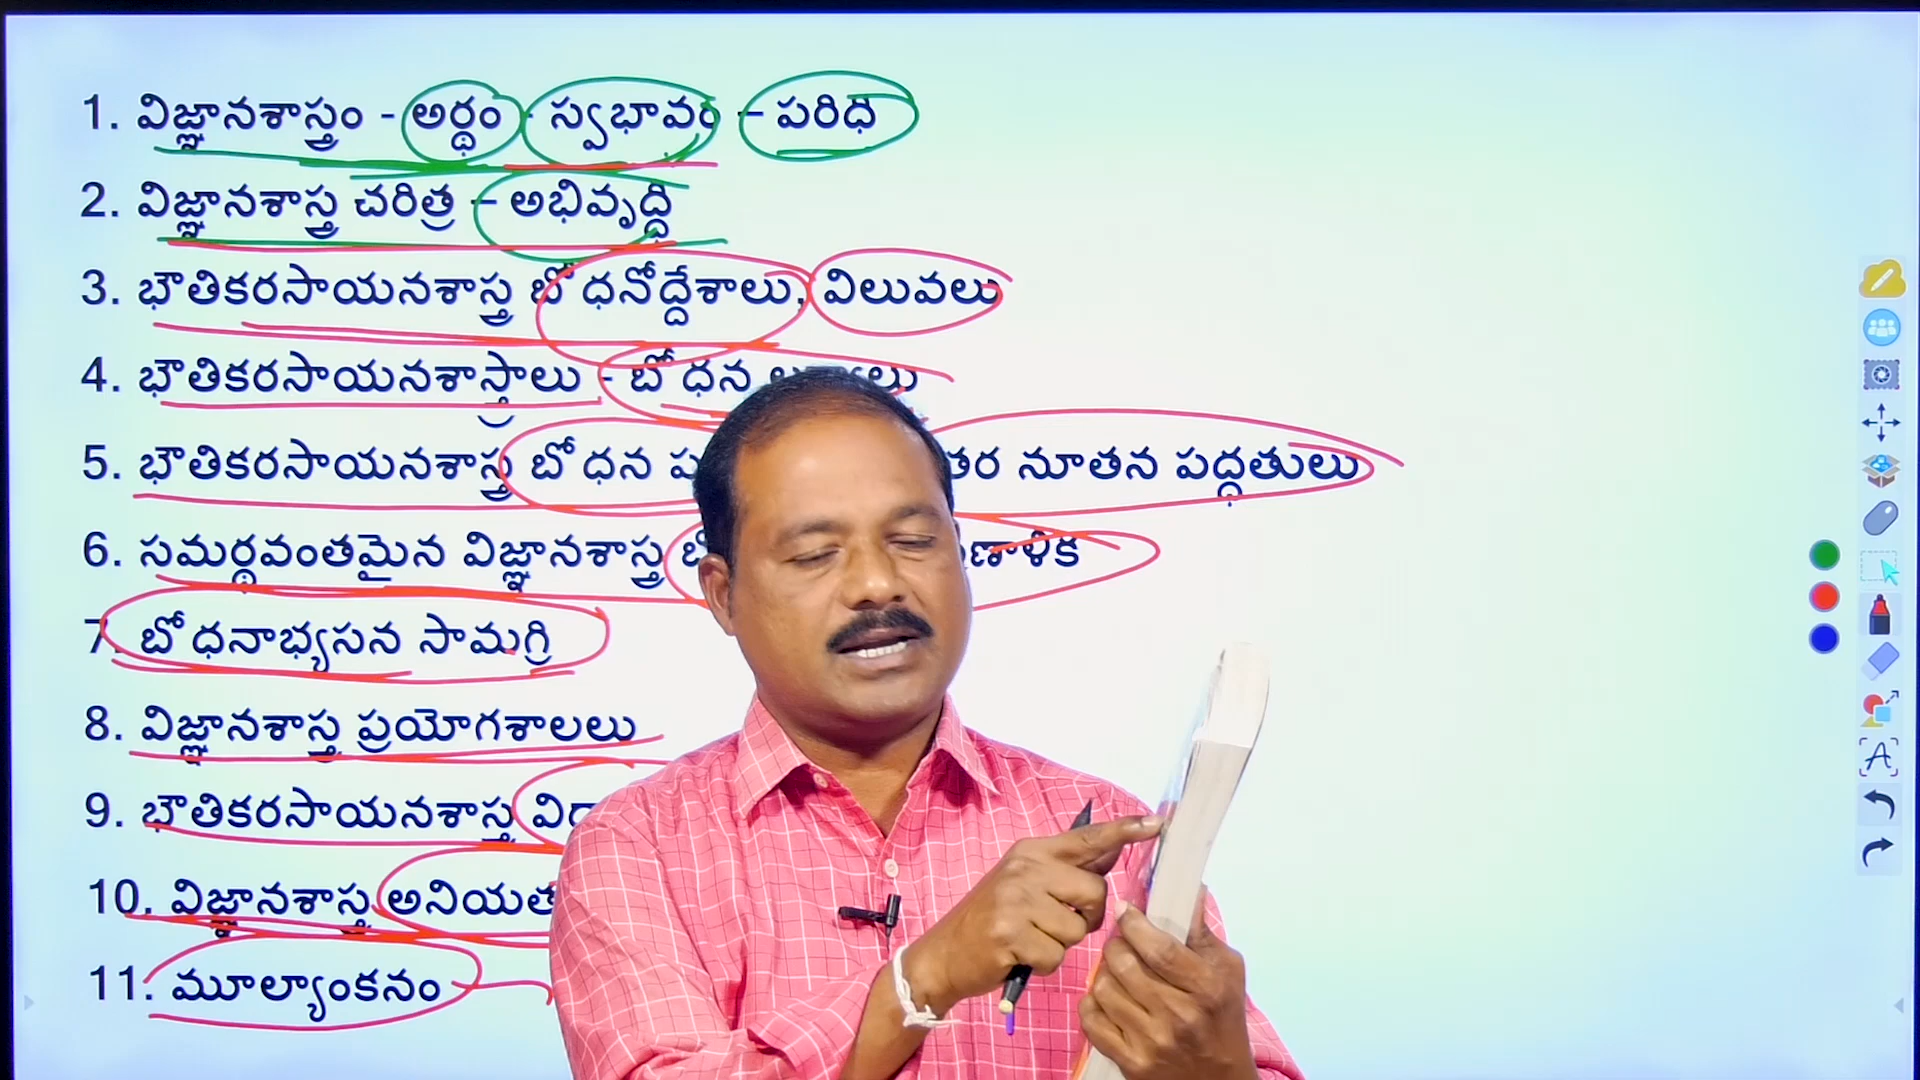 1. విజ్ఞానశాస్త్రం - అర్థం - స్వభావం – పరిధి
2. విజ్ఞానశాస్త్ర చరిత్ర – అభివృద్ధి
3. భౌతికరసాయనశాస్త్ర బోధనోద్దేశాలు, విలువలు
4. భౌతికరసాయనశాస్త్రాలు - బోధన
5. భౌతికరసాయనశాస్త్ర బోధన నూతన పద్ధతులు
6. సమర్థవంతమైన విజ్ఞానశాస్త్ర
7. బోధనాభ్యసన సామగ్రి
8. విజ్ఞానశాస్త్ర ప్రయోగశాలలు
9. భౌతికరసాయనశాస్త్ర
10. విజ్ఞానశాస్త్ర
11. మూల్యాంకనం